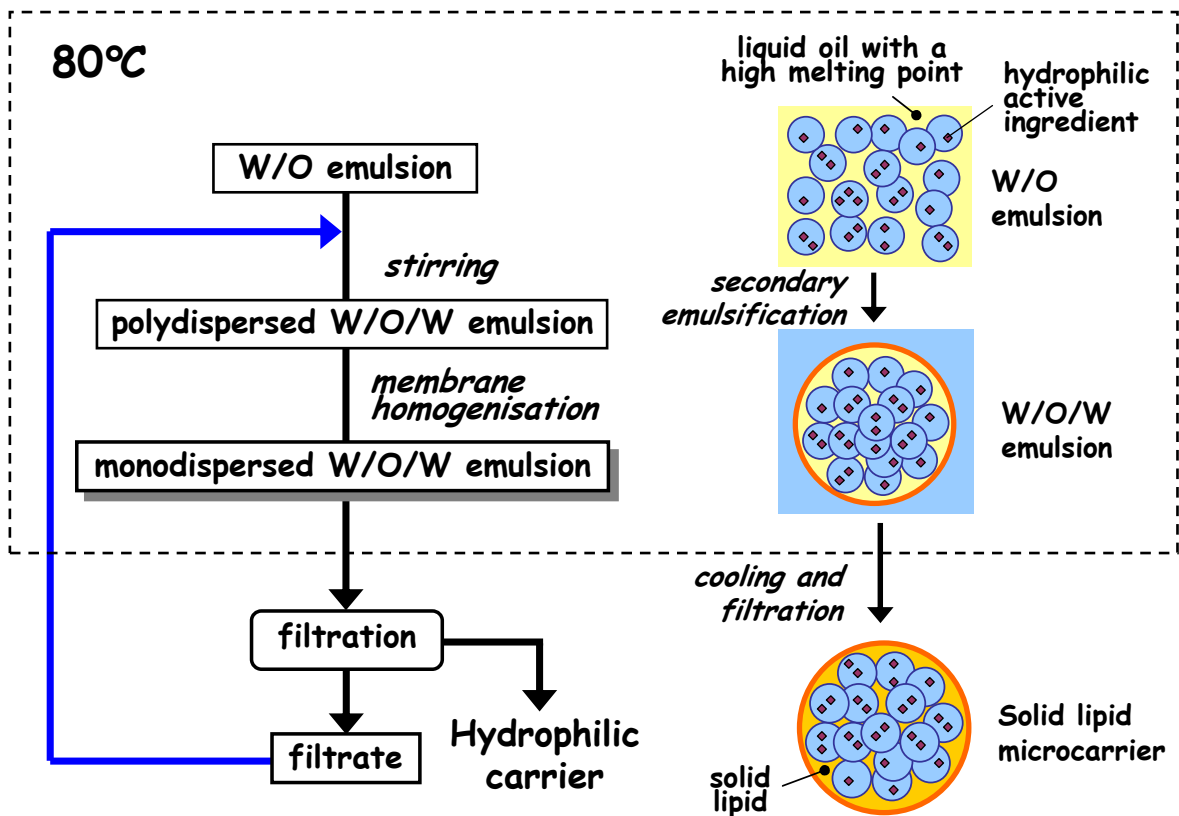 80°C
W/O emulsion
stirring
polydispersed W/O/W emulsion
membrane
homogenisation
monodispersed W/O/W emulsion
filtration
filtrate
Hydrophilic
carrier
liquid oil with a
high melting point
hydrophilic
active
ingredient
W/O
emulsion
secondary
emulsification
W/O/W
emulsion
cooling and
filtration
Solid lipid
microcarrier
solid
lipid